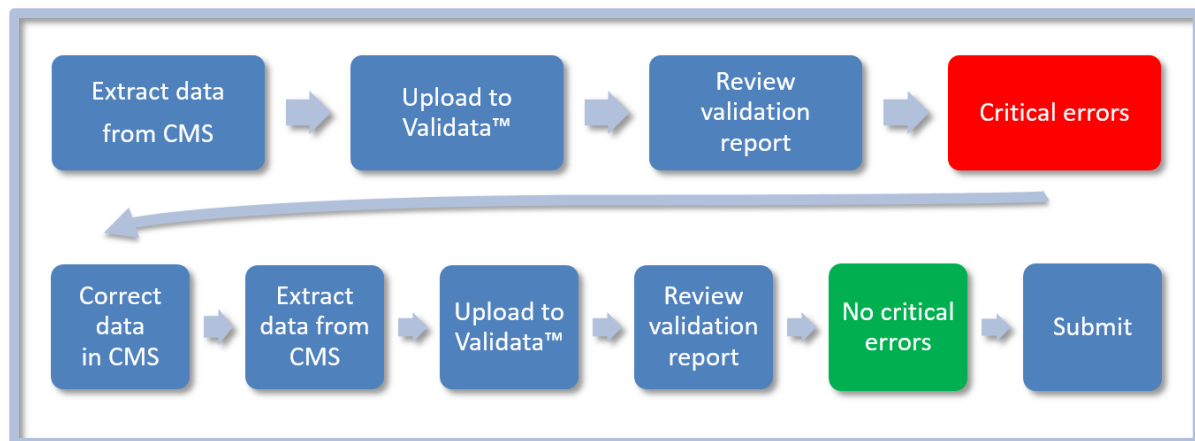 Extract data
from CMS
Upload to
Validata™
Review
validation
report
Critical errors
Correct
data
in CMS
Extract
data from
CMS
Upload to
Validata™
Review
validation
report
No critical
errors
Submit